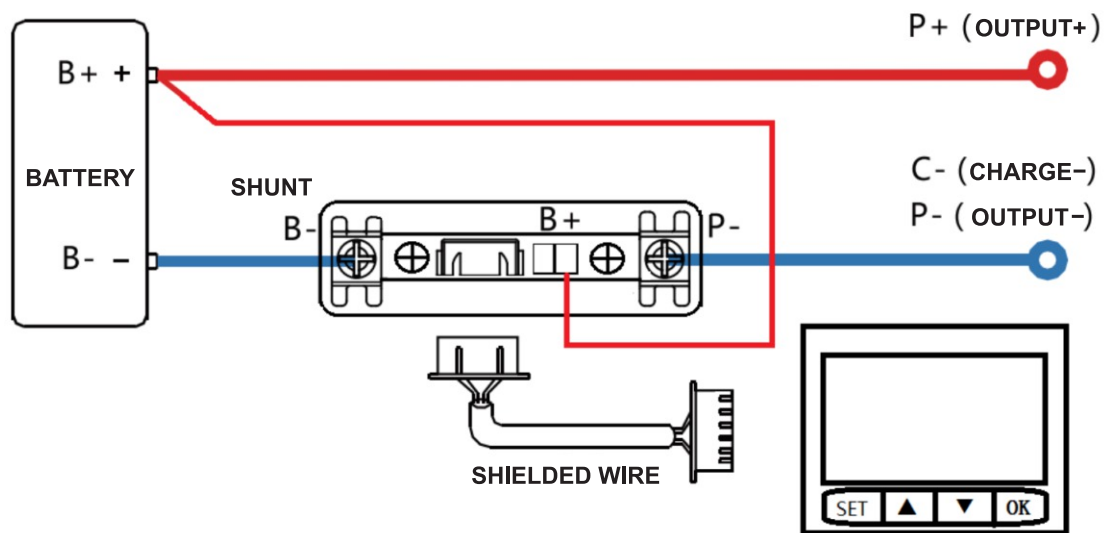 P+ (OUTPUT+)
B+ +
BATTERY
C- (CHARGE−)
SHUNT
B-
B+
P-
P- (OUTPUT−)
B- −
SHIELDED WIRE
SET ▲ ▼ OK